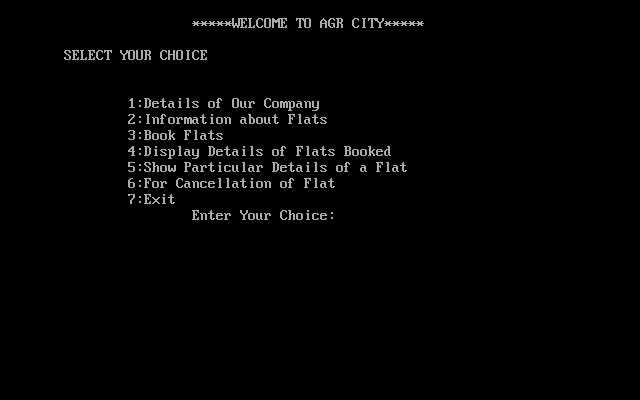 *****WELCOME TO AGR CITY*****
SELECT YOUR CHOICE
1:Details of Our Company
2:Information about Flats
3:Book Flats
4:Display Details of Flats Booked
5:Show Particular Details of a Flat
6:For Cancellation of Flat
7:Exit
Enter Your Choice: